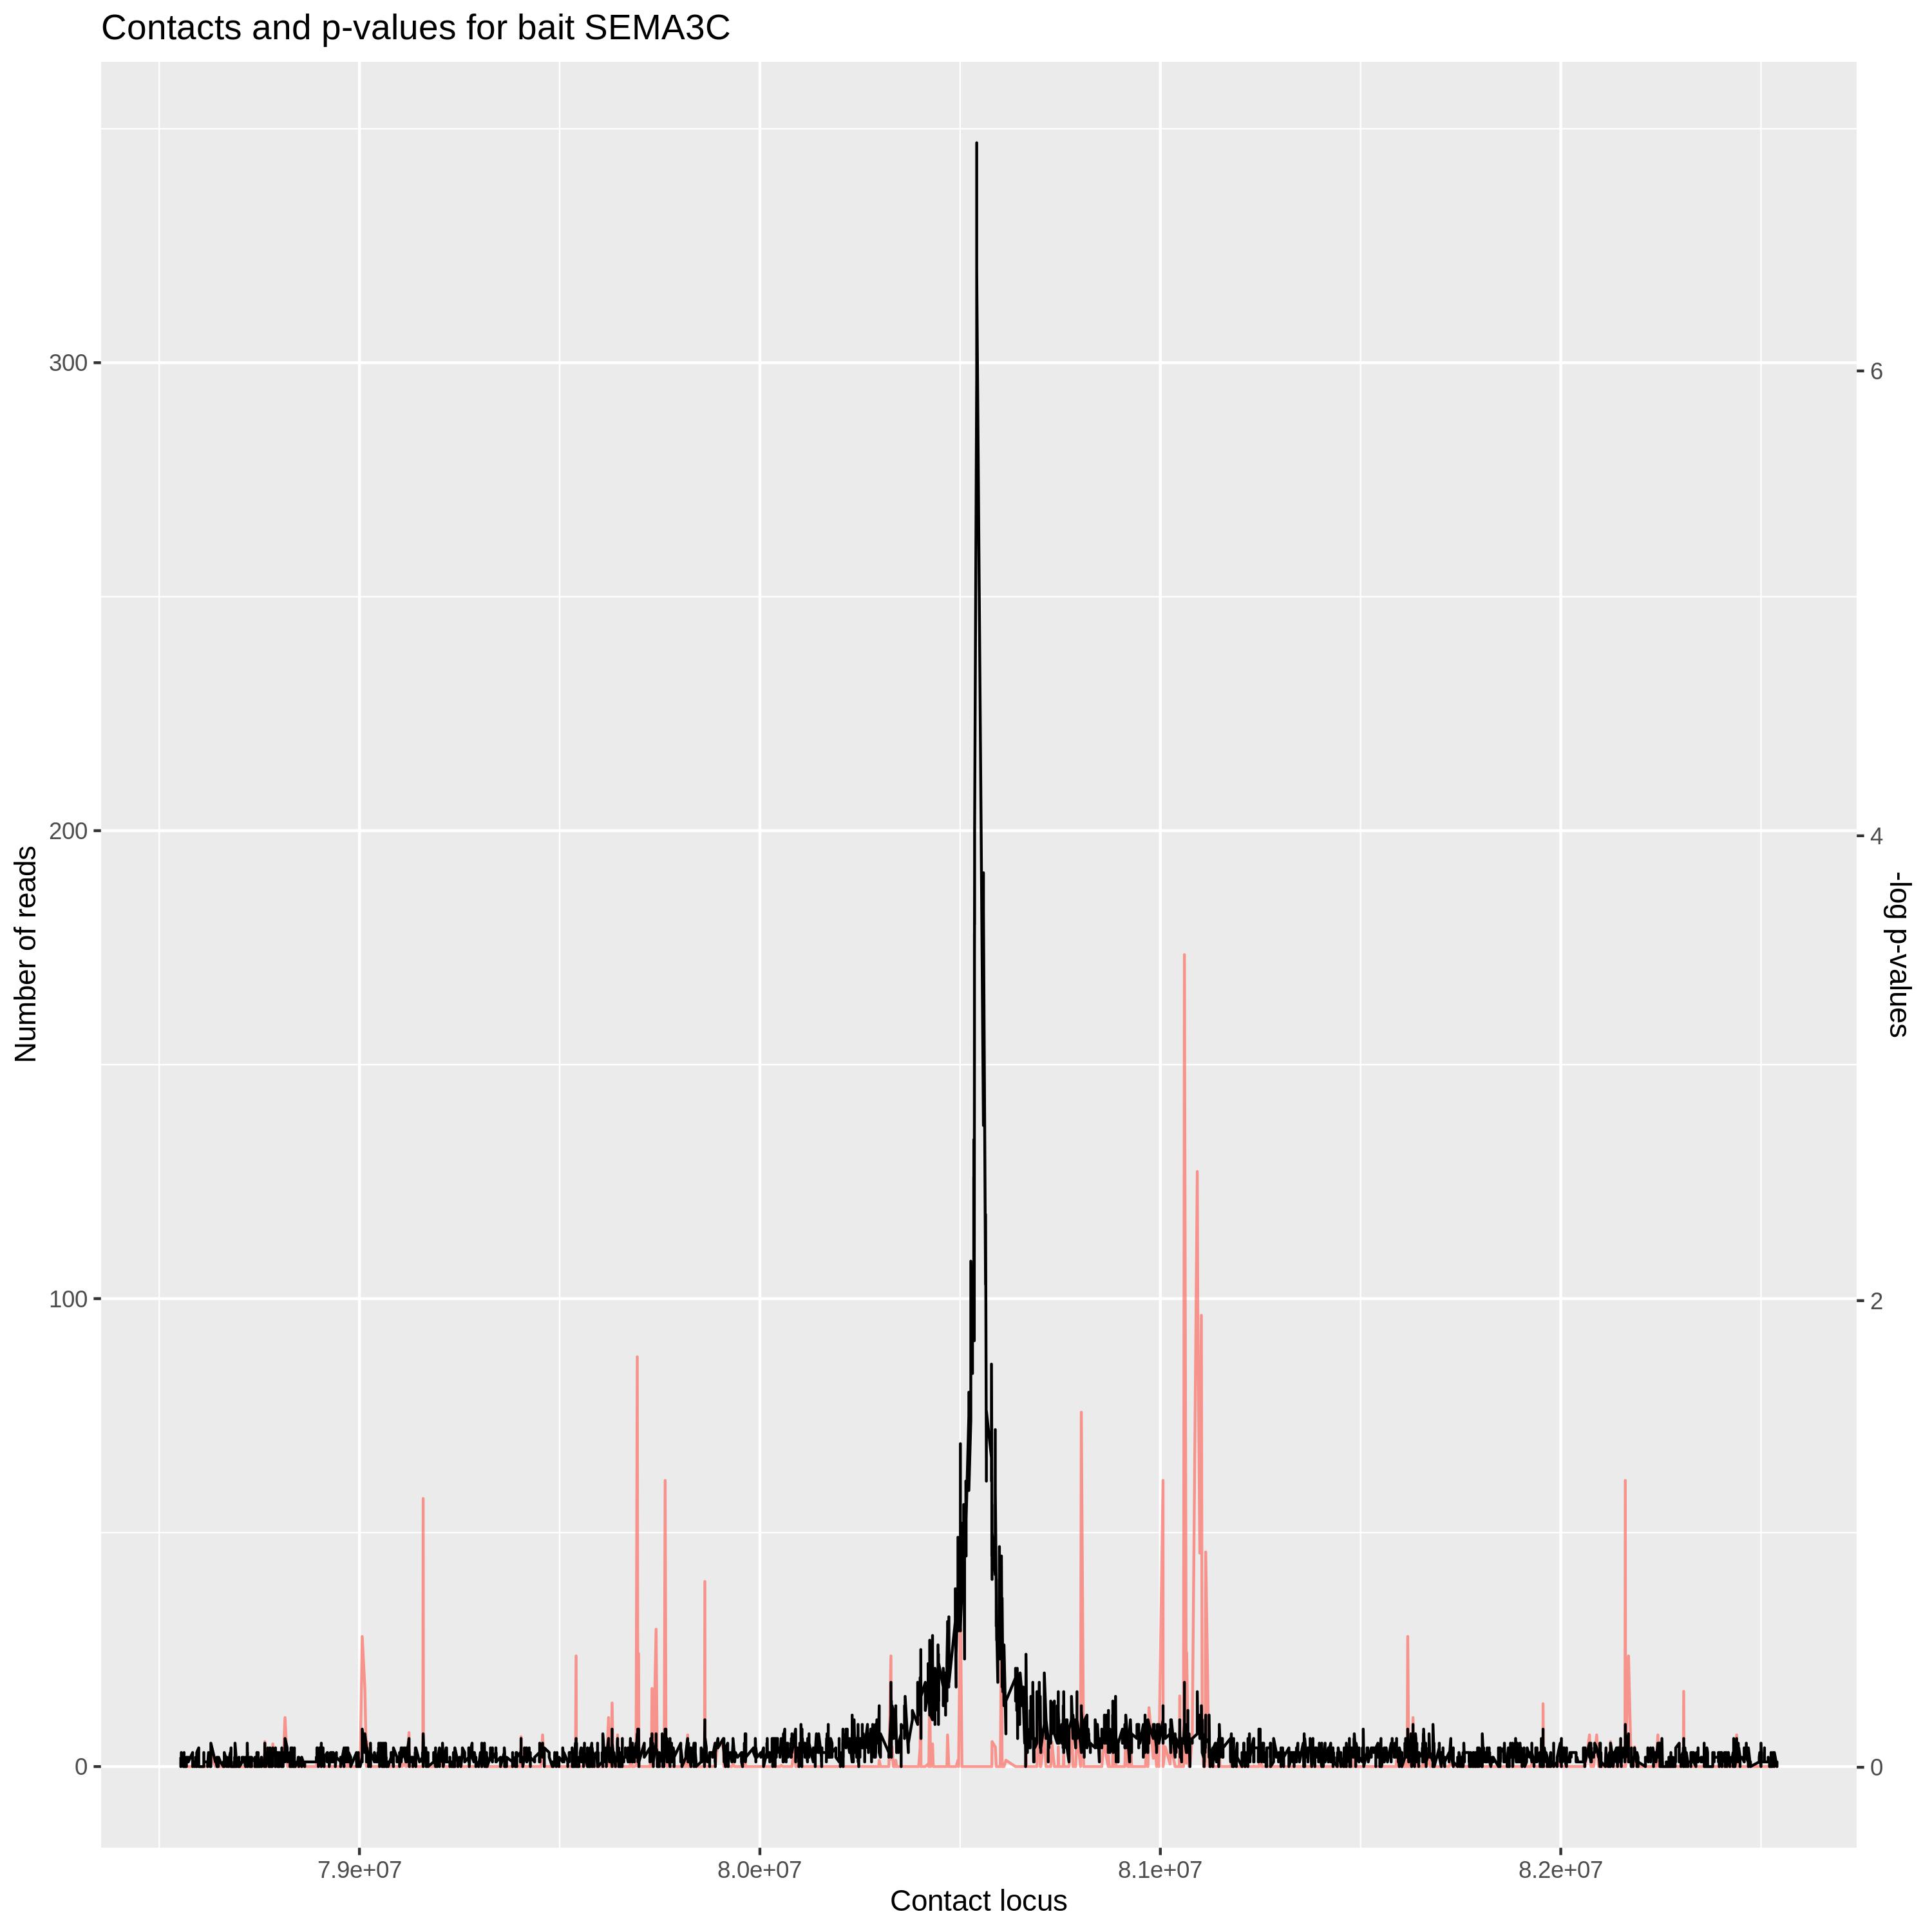 Contacts and p-values for bait SEMA3C
Number of reads
300
200
100
0
6
4
2
0
-log p-values
7.9e+07
8.0e+07
8.1e+07
8.2e+07
Contact locus